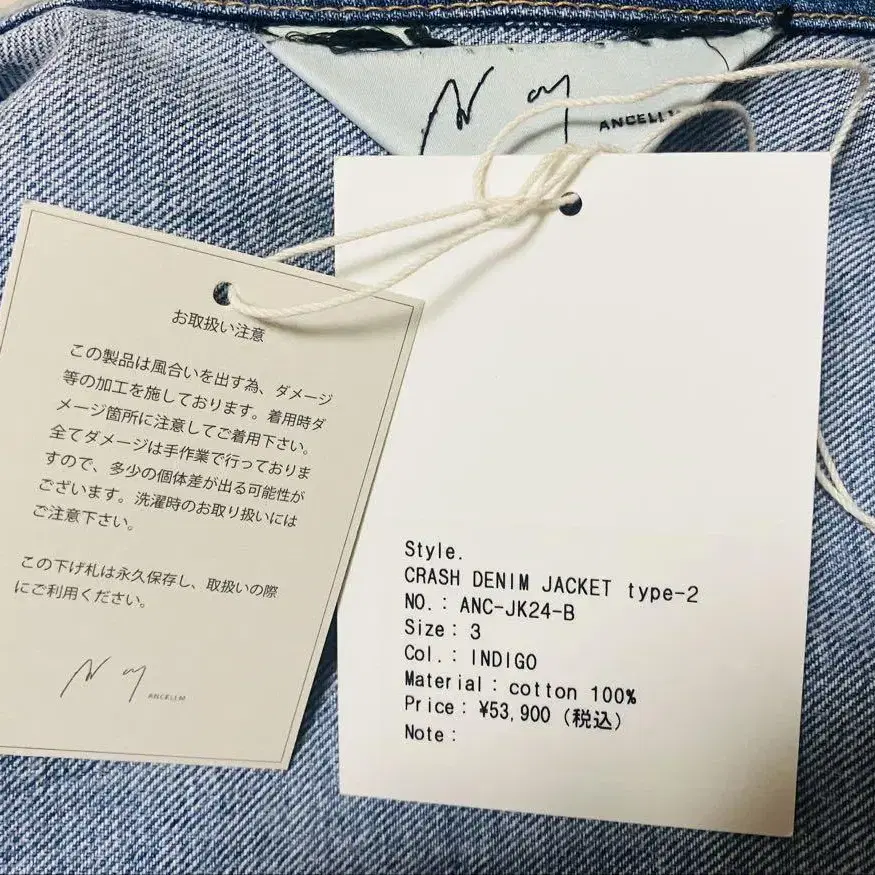 ANCELLM
お取扱い注意
この製品は風合いを出す為、ダメージ
等の加工を施しております。着用時ダ
メージ箇所に注意してご着用下さい。
全てダメージは手作業で行っておりま
すので、多少の個体差が出る可能性が
ございます。洗濯時のお取り扱いには
ご注意下さい。
この下げ札は永久保存し、取扱いの際
にご利用ください。
ANCELLM
Style.
CRASH DENIM JACKET type-2
NO.: ANC-JK24-B
Size: 3
Col.: INDIGO
Material: cotton 100%
Price: ¥53,900 (税込)
Note: